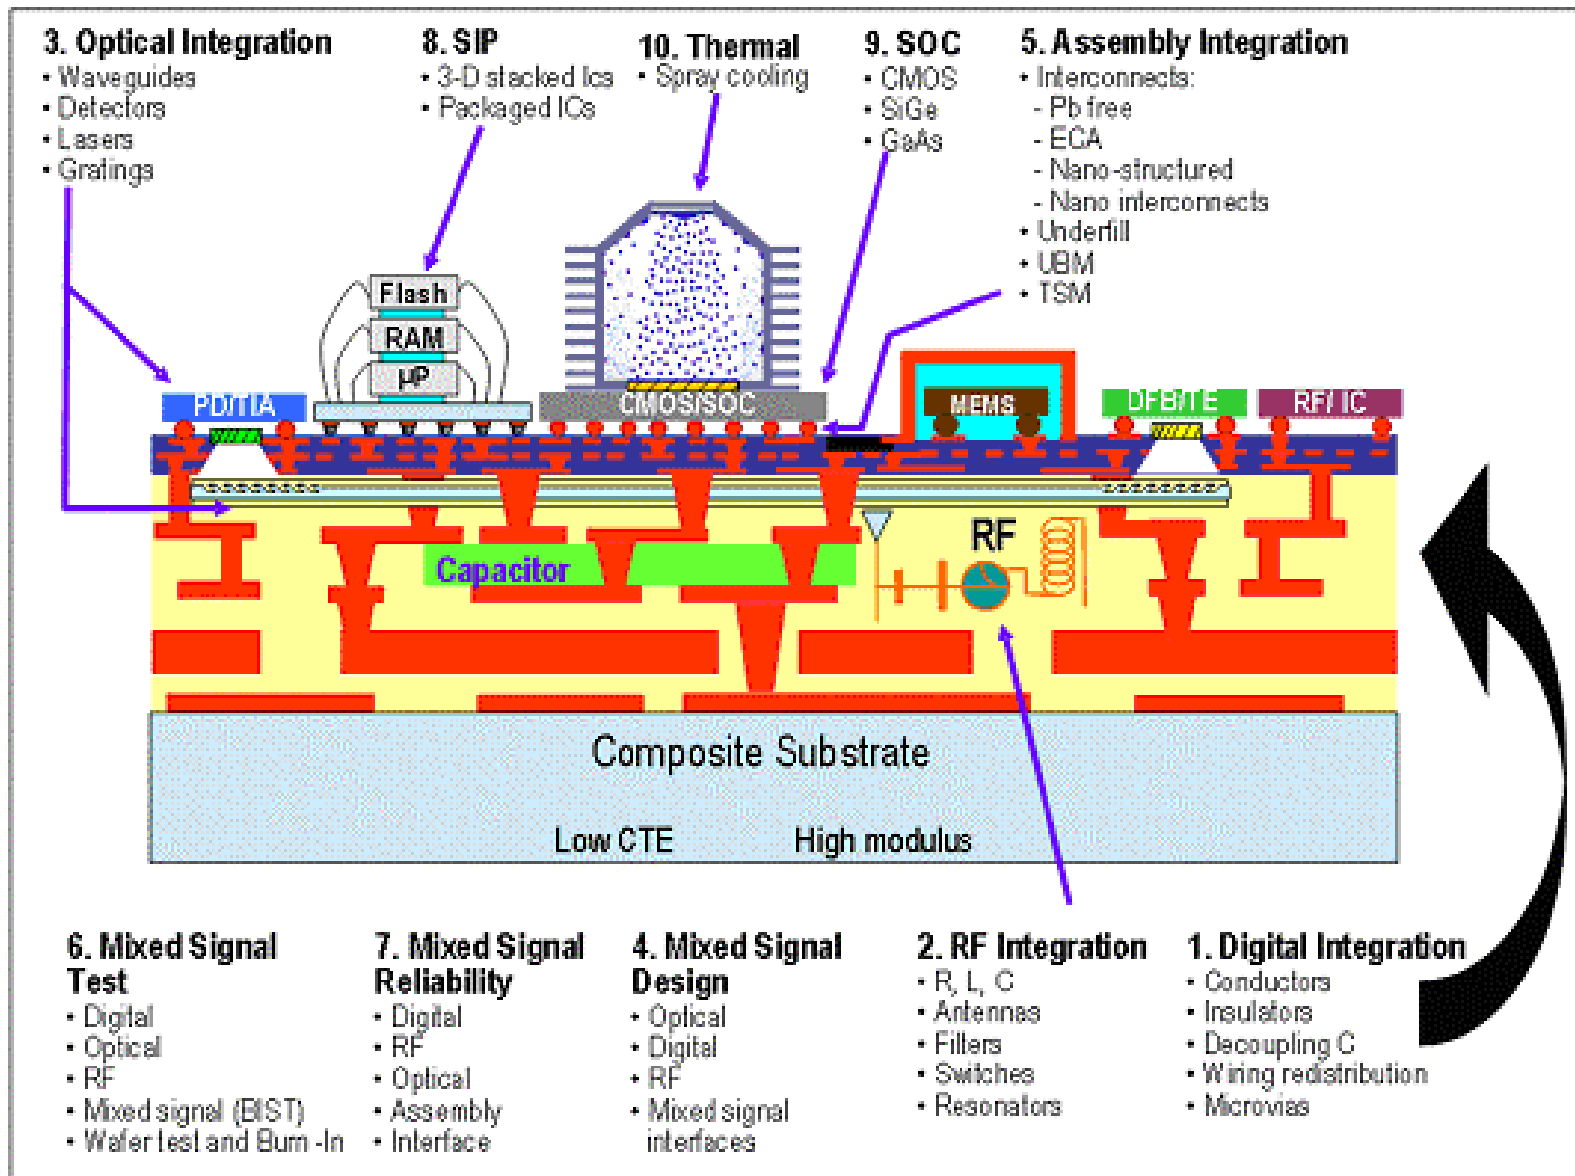 3. Optical Integration
• Waveguides
• Detectors
• Lasers
• Gratings
8. SIP
• 3-D stacked Ics
• Packaged ICs
10. Thermal
• Spray cooling
9. SOC
• CMOS
• SiGe
• GaAs
5. Assembly Integration
• Interconnects:
- Pb free
- ECA
- Nano-structured
- Nano interconnects
• Underfill
• UBM
• TSM
Flash
RAM
µP
PD/TIA
CMOS/SOC
MEMS
DFB/TE
RF/ IC
Capacitor
RF
Composite Substrate
Low CTE
High modulus
6. Mixed Signal
Test
• Digital
• Optical
• RF
• Mixed signal (BIST)
• Wafer test and Burn -In
7. Mixed Signal
Reliability
• Digital
• RF
• Optical
• Assembly
• Interface
4. Mixed Signal
Design
• Optical
• Digital
• RF
• Mixed signal
interfaces
2. RF Integration
• R, L, C
• Antennas
• Filters
• Switches
• Resonators
1. Digital Integration
• Conductors
• Insulators
• Decoupling C
• Wiring redistribution
• Microvias